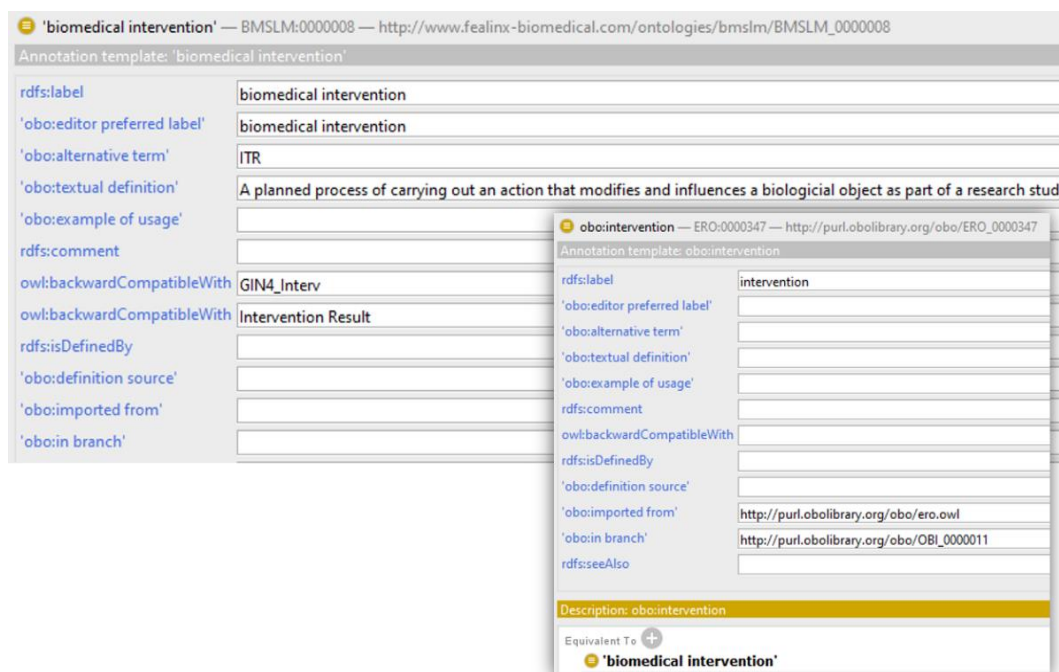 'biomedical intervention' — BMSLM:0000008 — http://www.fealinx-biomedical.com/ontologies/bmslm/BMSLM_0000008
Annotation template: 'biomedical intervention'
rdfs:label biomedical intervention
'obo:editor preferred label' biomedical intervention
'obo:alternative term' ITR
'obo:textual definition' A planned process of carrying out an action that modifies and influences a biologicial object as part of a research stud
'obo:example of usage'
rdfs:comment
owl:backwardCompatibleWith GIN4_Interv
owl:backwardCompatibleWith Intervention Result
rdfs:isDefinedBy
'obo:definition source'
'obo:imported from'
'obo:in branch'
obo:intervention — ERO:0000347 — http://purl.obolibrary.org/obo/ERO_0000347
Annotation template: obo:intervention
rdfs:label intervention
'obo:editor preferred label'
'obo:alternative term'
'obo:textual definition'
'obo:example of usage'
rdfs:comment
owl:backwardCompatibleWith
rdfs:isDefinedBy
'obo:definition source'
'obo:imported from' http://purl.obolibrary.org/obo/ero.owl
'obo:in branch' http://purl.obolibrary.org/obo/OBI_0000011
rdfs:seeAlso
Description: obo:intervention
Equivalent To
'biomedical intervention'